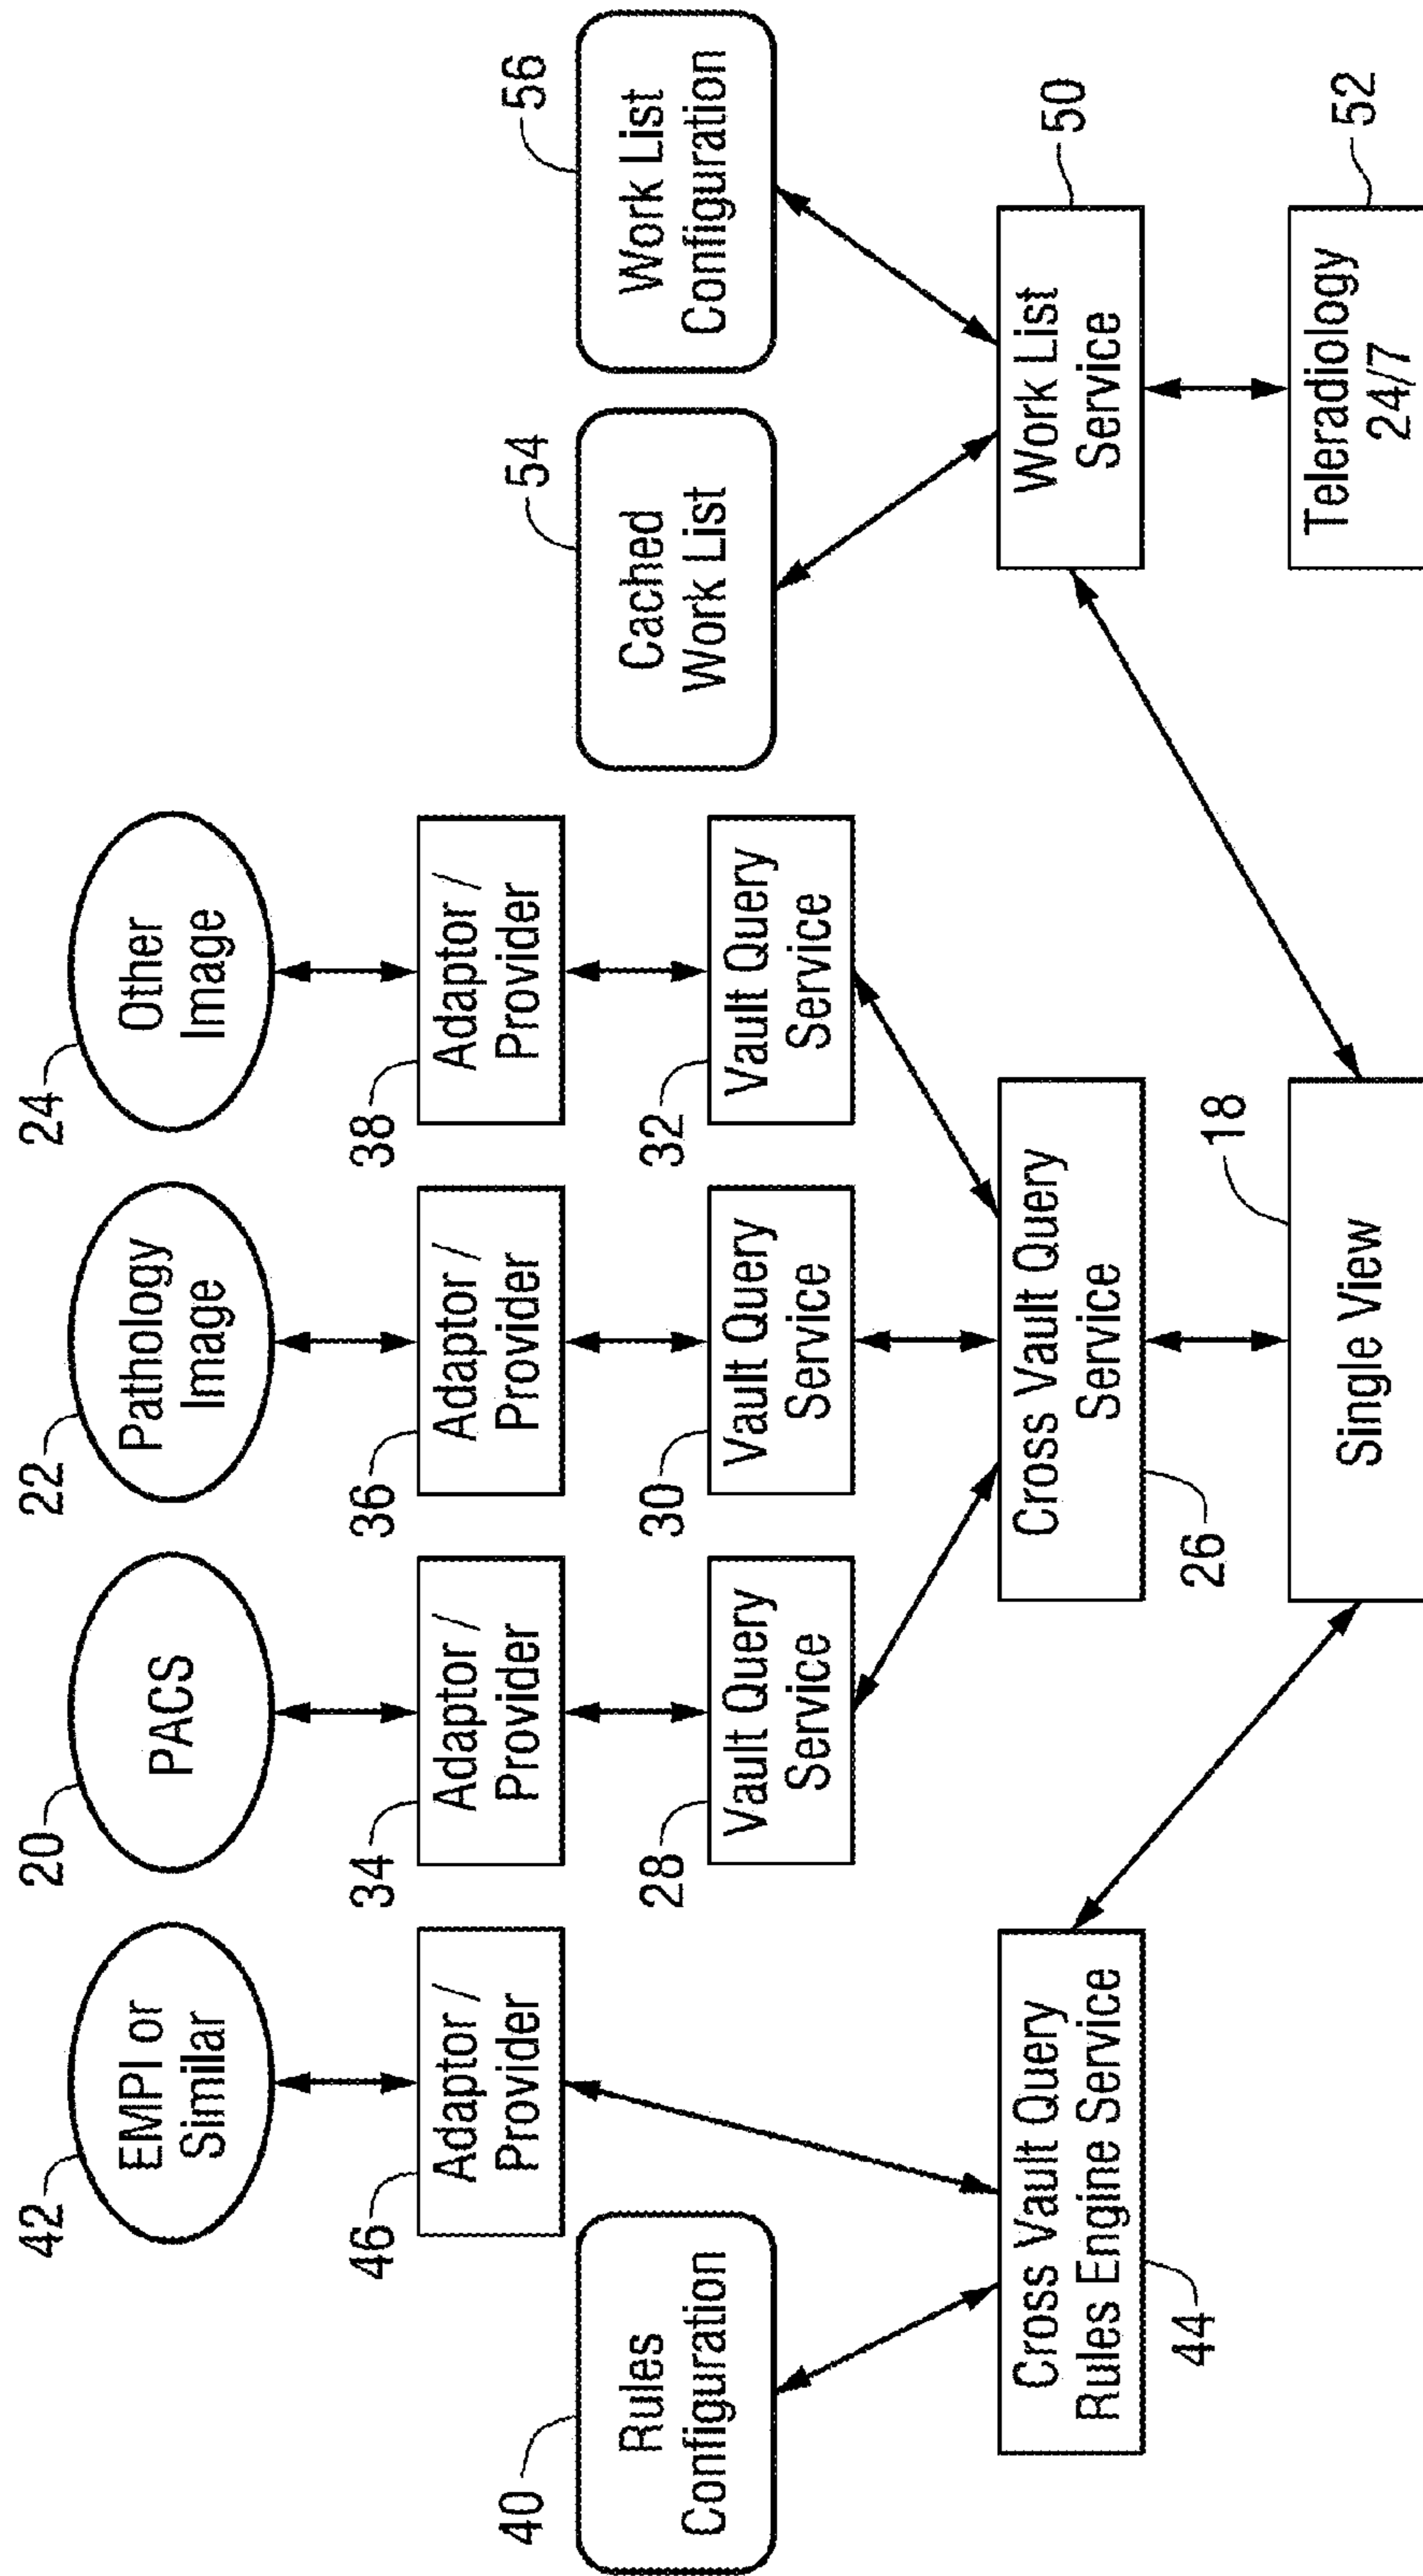 42
EMPI or
Similar
20
PACS
22
Pathology
Image
24
Other
Image
46
Adaptor /
Provider
34
Adaptor /
Provider
36
Adaptor /
Provider
38
Adaptor /
Provider
40
Rules
Configuration
54
Cached
Work List
56
Work List
Configuration
28
Vault Query
Service
30
Vault Query
Service
32
Vault Query
Service
Cross Vault Query
Rules Engine Service
44
Cross Vault Query
Service
26
Work List
Service
50
Single View
18
Teleradiology
24/7
52